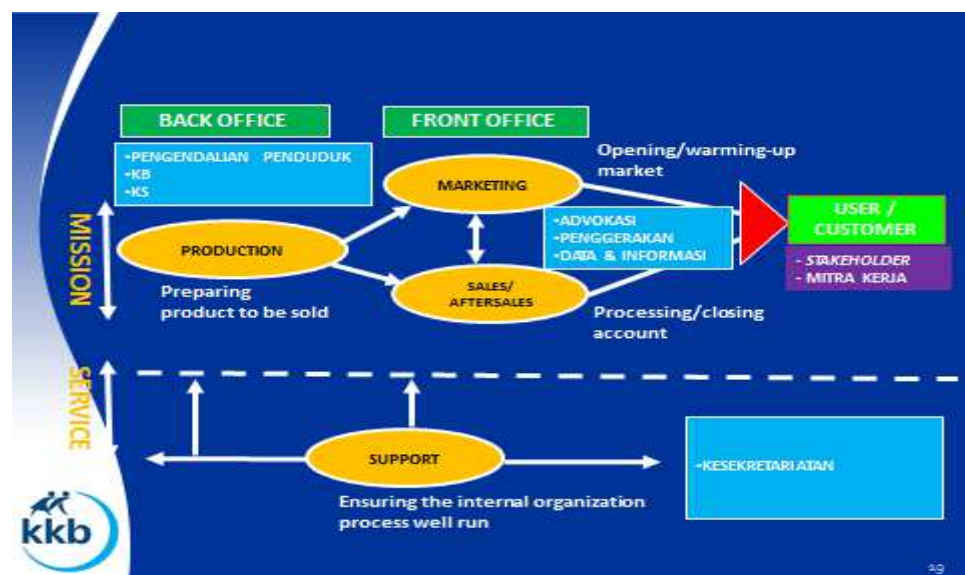 BACK OFFICE
FRONT OFFICE
•PENGENDALIAN PENDUDUK
•KB
•KS
MARKETING
Opening/warming-up
market
MISSION
PRODUCTION
•ADVOKASI
•PENGGERAKAN
•DATA & INFORMASI
USER /
CUSTOMER
- STAKEHOLDER
- MITRA KERJA
Preparing
product to be sold
SALES/
AFTERSALES
Processing/closing
account
SERVICE
SUPPORT
•KESEKRETARIATAN
Ensuring the internal organization
process well run
kkb
19